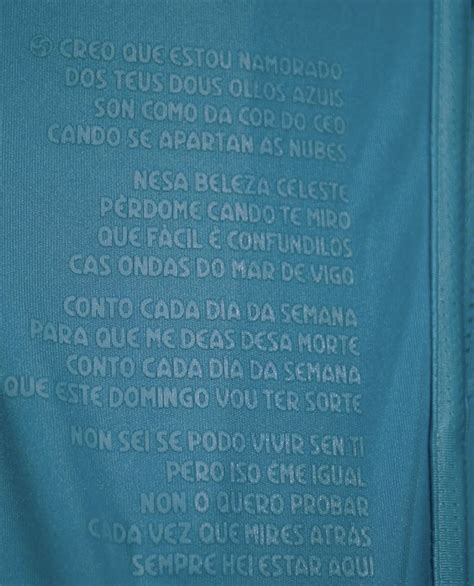 CREO QUE ESTOU NAMORADO
DOS TEUS DOUS OLLOS AZUIS
SON COMO DA COR DO CEO
CANDO SE APARTAN AS NUBES
NESA BELEZA CELESTE
PÉRDOME CANDO TE MIRO
QUE FÁCIL É CONFUNDILOS
CAS ONDAS DO MAR DE VIGO
CONTO CADA DÍA DA SEMANA
PARA QUE ME DEAS DESA MORTE
CONTO CADA DÍA DA SEMANA
QUE ESTE DOMINGO VOU TER SORTE
NON SEI SE PODO VIVIR SEN TI
PERO ISO ÉME IGUAL
NON O QUERO PROBAR
CADA VEZ QUE MIRES ATRÁS
SEMPRE HEI ESTAR AQUÍ